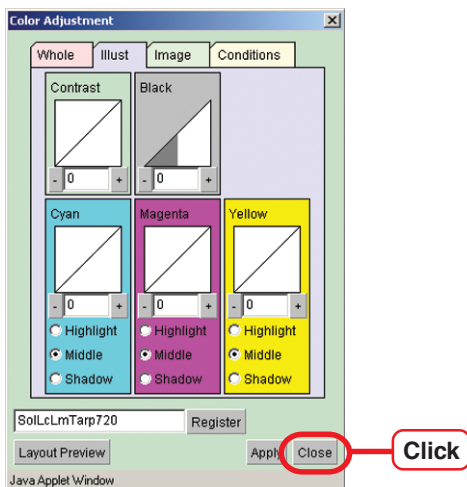 Color Adjustment
Whole Illust Image Conditions
Contrast Black
- 0 + - 0 +
Cyan Magenta Yellow
- 0 + - 0 + - 0 +
Highlight Highlight Highlight
Middle Middle Middle
Shadow Shadow Shadow
SolLcLmTarp720 Register
Layout Preview Apply Close Click
Java Applet Window